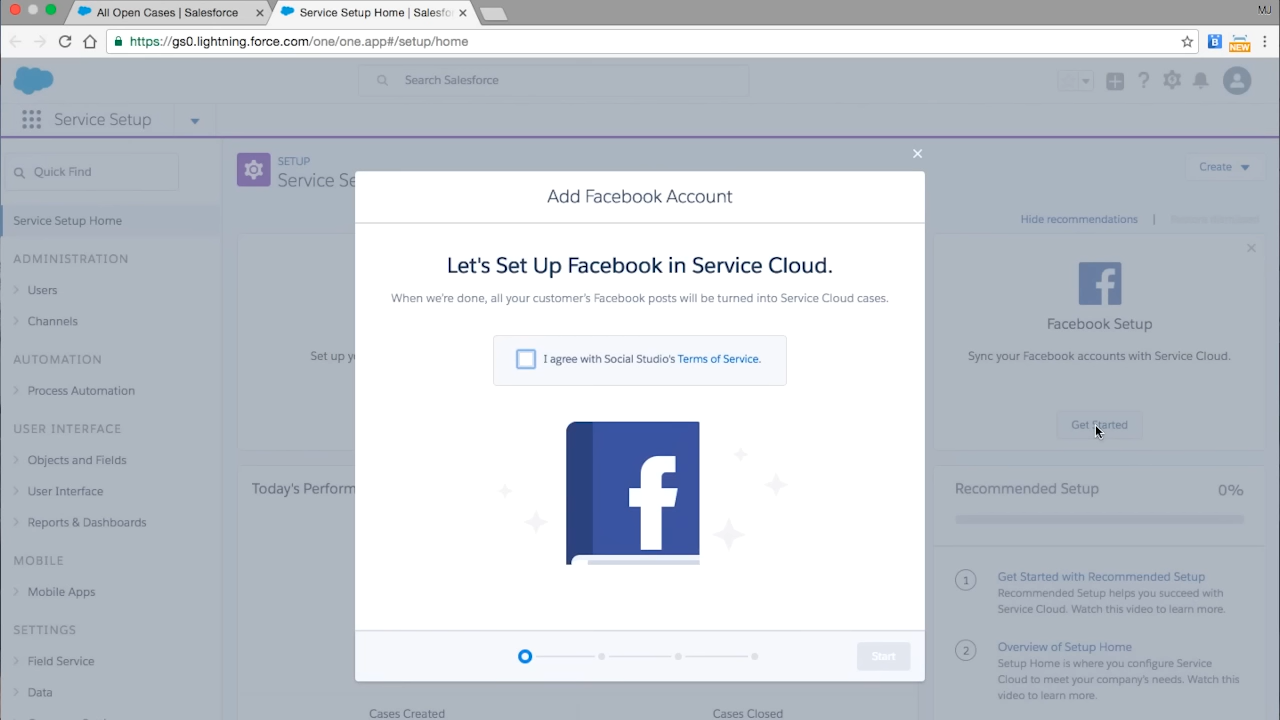 All Open Cases | Salesforce
Service Setup Home | Salesfo
MJ
https://gs0.lightning.force.com/one/one.app#/setup/home
NEW
Search Salesforce
Service Setup
Quick Find
SETUP
Service Se
Create
Service Setup Home
Hide recommendations |
ADMINISTRATION
Users
Channels
AUTOMATION
Process Automation
USER INTERFACE
Objects and Fields
User Interface
Reports & Dashboards
MOBILE
Mobile Apps
SETTINGS
Field Service
Data
Set up yo
Today's Perform
Add Facebook Account
Let's Set Up Facebook in Service Cloud.
When we're done, all your customer's Facebook posts will be turned into Service Cloud cases.
I agree with Social Studio's Terms of Service.
Start
Facebook Setup
Sync your Facebook accounts with Service Cloud.
Get Started
Recommended Setup 0%
1
Get Started with Recommended Setup
Recommended Setup helps you succeed with
Service Cloud. Watch this video to learn more.
2
Overview of Setup Home
Setup Home is where you configure Service
Cloud to meet your company's needs. Watch this
video to learn more.
Cases Created
Cases Closed